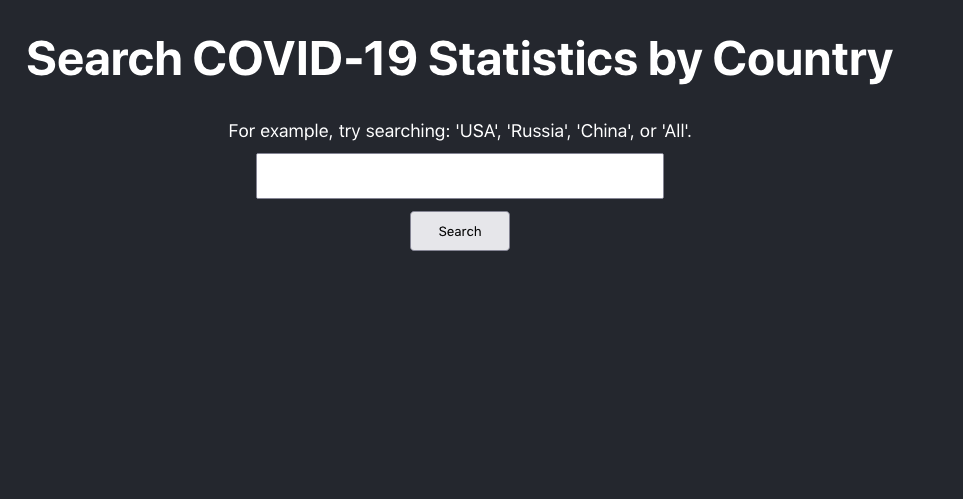 Search COVID-19 Statistics by Country
For example, try searching: 'USA', 'Russia', 'China', or 'All'.
Search